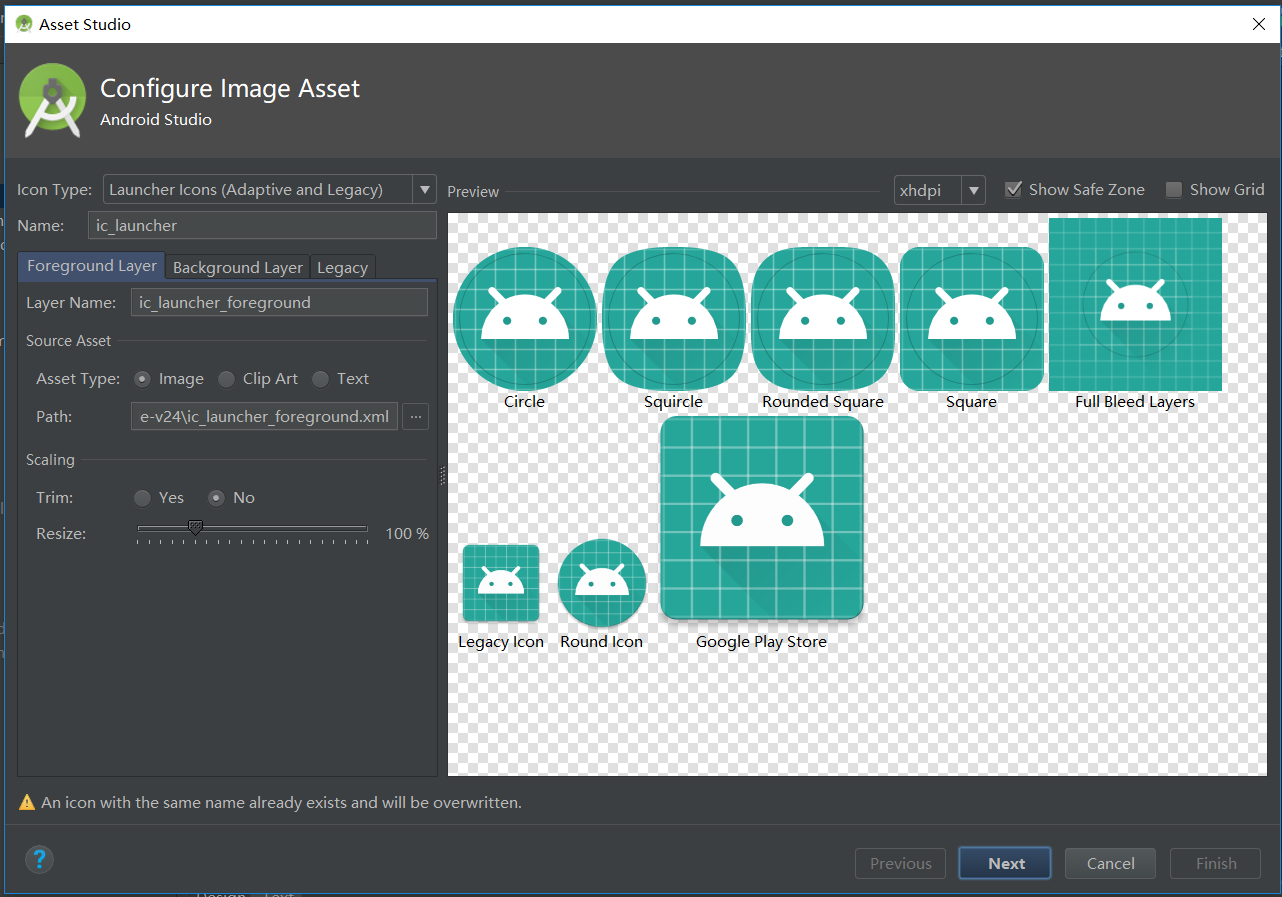 Asset Studio
Configure Image Asset
Android Studio
Icon Type: Launcher Icons (Adaptive and Legacy)
Name: ic_launcher
Foreground Layer Background Layer Legacy
Layer Name: ic_launcher_foreground
Source Asset
Asset Type: Image Clip Art Text
Path: e-v24\ic_launcher_foreground.xml ...
Scaling
Trim: Yes No
Resize: 100 %
Preview xhdpi Show Safe Zone Show Grid
Circle Squircle Rounded Square Square Full Bleed Layers
Legacy Icon Round Icon Google Play Store
An icon with the same name already exists and will be overwritten.
? Previous Next Cancel Finish